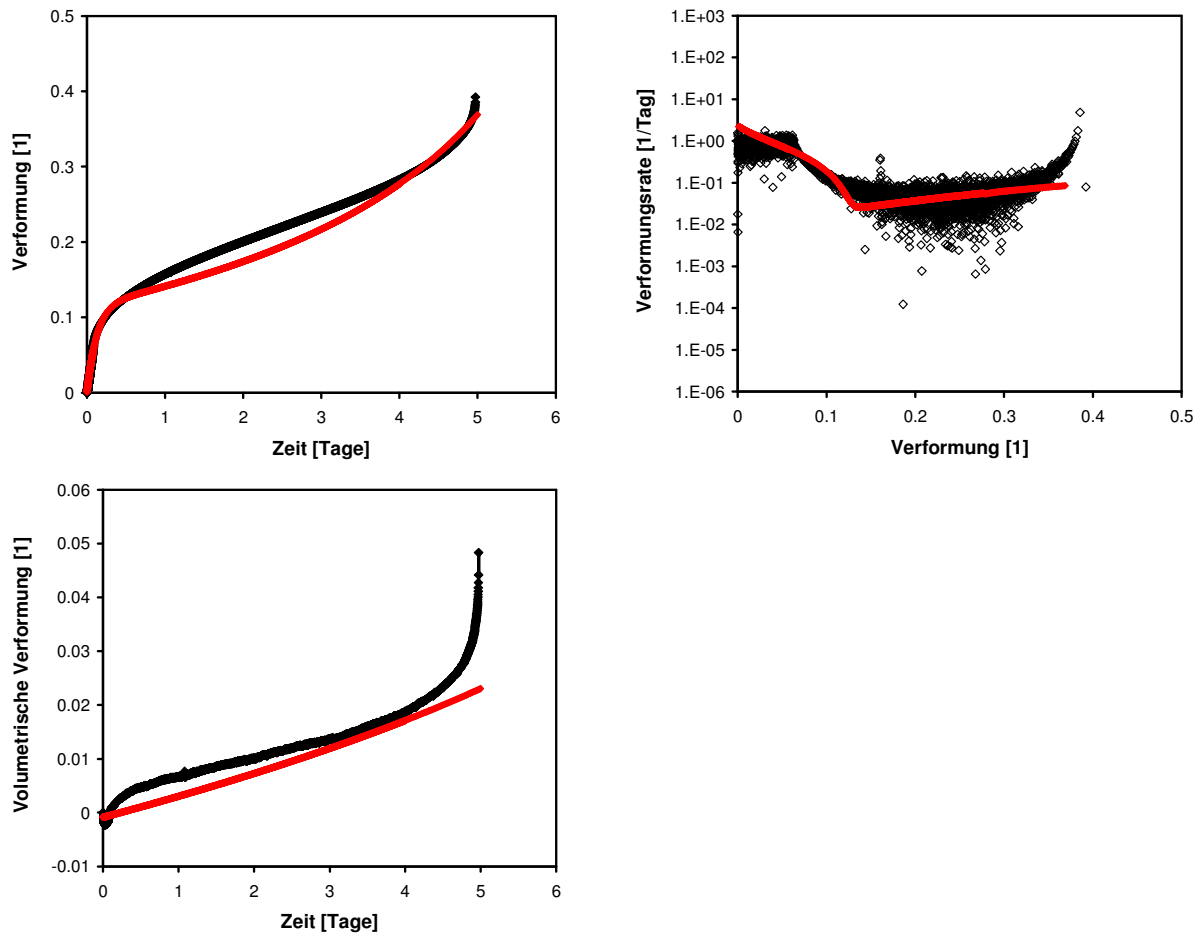 0.5
0.4
0.3
0.2
0.1
0
Verformung [1]
0 1 2 3 4 5 6
Zeit [Tage]
1.E+03
1.E+02
1.E+01
1.E+00
1.E-01
1.E-02
1.E-03
1.E-04
1.E-05
1.E-06
Verformungsrate [1/Tag]
0 0.1 0.2 0.3 0.4 0.5
Verformung [1]
0.06
0.05
0.04
0.03
0.02
0.01
0
-0.01
Volumetrische Verformung [1]
0 1 2 3 4 5 6
Zeit [Tage]